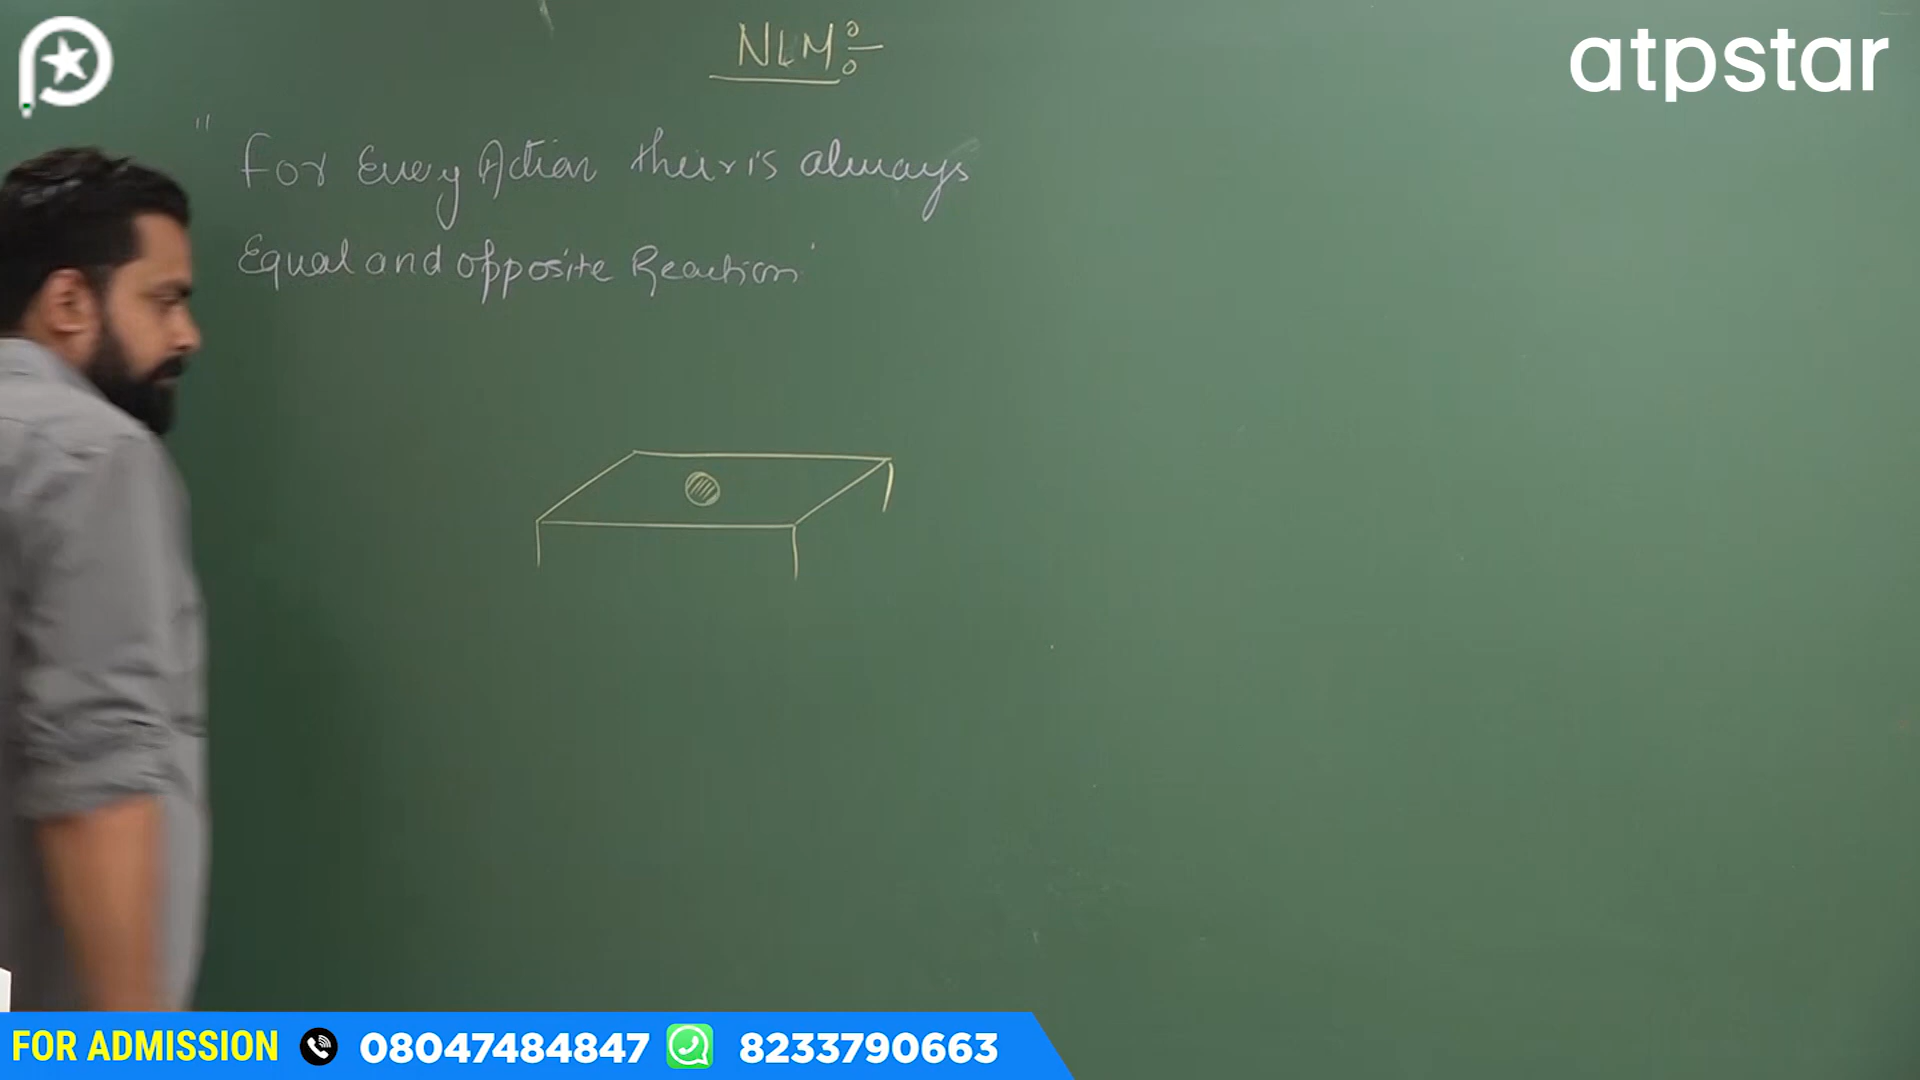 atpstar
NLM:-
"For Every Action their is always
Equal and opposite Reaction"
FOR ADMISSION 08047484847 8233790663